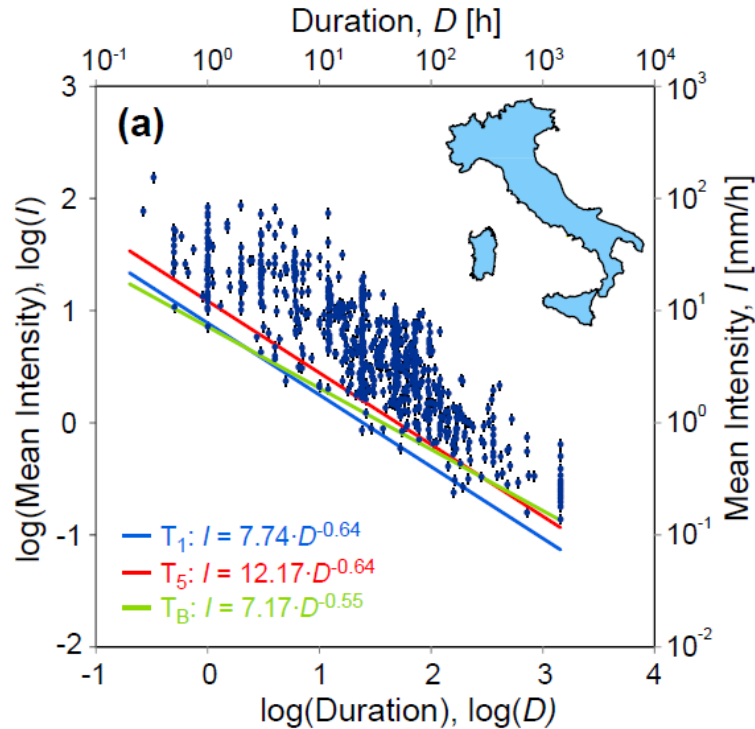 Duration, D [h]
10⁻¹ 10⁰ 10¹ 10² 10³ 10⁴
(a)
3
2
1
0
-1
-2
log(Mean Intensity), log(I)
10³
10²
10¹
10⁰
10⁻¹
10⁻²
Mean Intensity, I [mm/h]
T₁: I = 7.74·D⁻⁰·⁶⁴
T₅: I = 12.17·D⁻⁰·⁶⁴
T_B: I = 7.17·D⁻⁰·⁵⁵
-1 0 1 2 3 4
log(Duration), log(D)